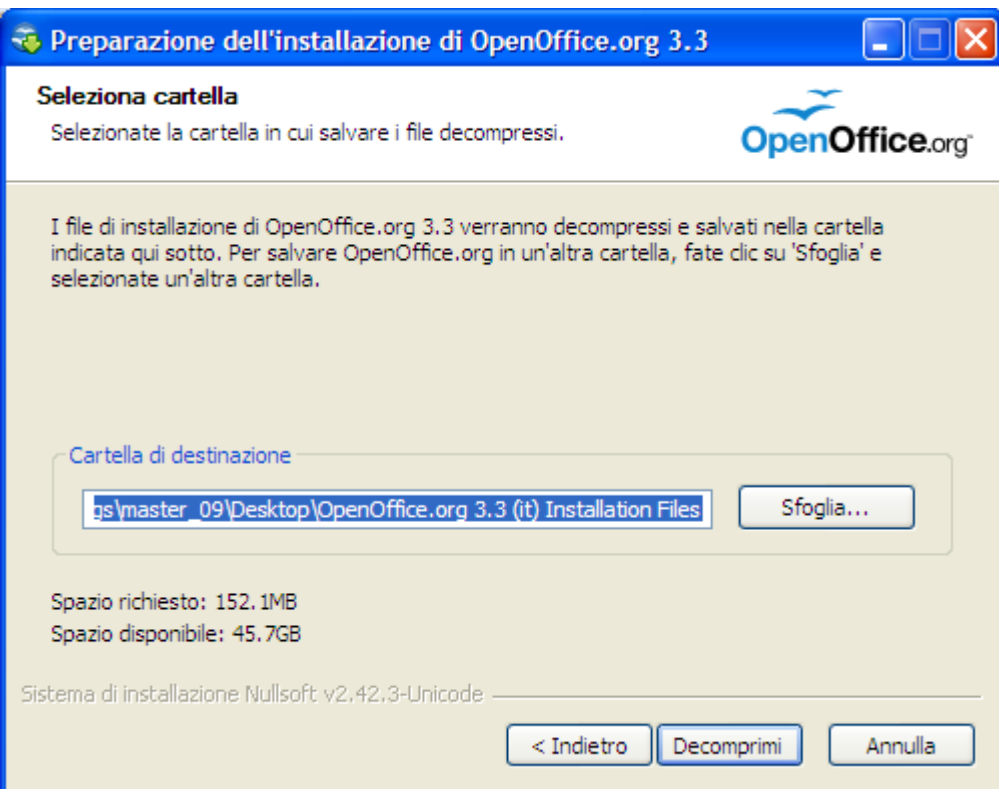 Preparazione dell'installazione di OpenOffice.org 3.3
Seleziona cartella
Selezionate la cartella in cui salvare i file decompressi.
OpenOffice.org
I file di installazione di OpenOffice.org 3.3 verranno decompressi e salvati nella cartella
indicata qui sotto. Per salvare OpenOffice.org in un'altra cartella, fate clic su 'Sfoglia' e
selezionate un'altra cartella.
Cartella di destinazione
gs\master_09\Desktop\OpenOffice.org 3.3 (it) Installation Files
Sfoglia...
Spazio richiesto: 152.1MB
Spazio disponibile: 45.7GB
Sistema di installazione Nullsoft v2.42.3-Unicode
< Indietro
Decomprimi
Annulla